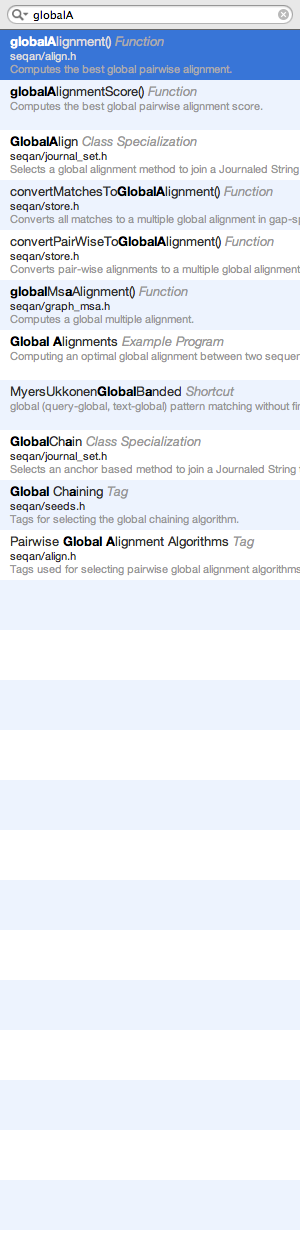 globalA
globalAlignment() Function
seqan/align.h
Computes the best global pairwise alignment.
globalAlignmentScore() Function
Computes the best global pairwise alignment score.
GlobalAlign Class Specialization
seqan/journal_set.h
Selects a global alignment method to join a Journaled String
convertMatchesToGlobalAlignment() Function
seqan/store.h
Converts all matches to a multiple global alignment in gap-sp
convertPairWiseToGlobalAlignment() Function
seqan/store.h
Converts pair-wise alignments to a multiple global alignment
globalMsaAlignment() Function
seqan/graph_msa.h
Computes a global multiple alignment.
Global Alignments Example Program
Computing an optimal global alignment between two sequen
MyersUkkonenGlobalBanded Shortcut
global (query-global, text-global) pattern matching without fin
GlobalChain Class Specialization
seqan/journal_set.h
Selects an anchor based method to join a Journaled String
Global Chaining Tag
seqan/seeds.h
Tags for selecting the global chaining algorithm.
Pairwise Global Alignment Algorithms Tag
seqan/align.h
Tags used for selecting pairwise global alignment algorithms